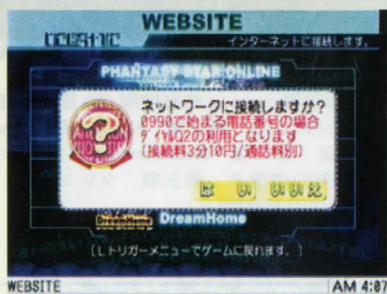 WEBSITE
WEBSITE
インターネットに接続します。
PHANTASY STAR ONLINE
ネットワークに接続しますか?
0990で始まる電話番号の場合
ダイヤルQ2の利用となります
(接続料3分10円/通話料別)
は い いいえ
DreamHome
[Lトリガーメニューでゲームに戻れます。]
WEBSITE
AM 4:07